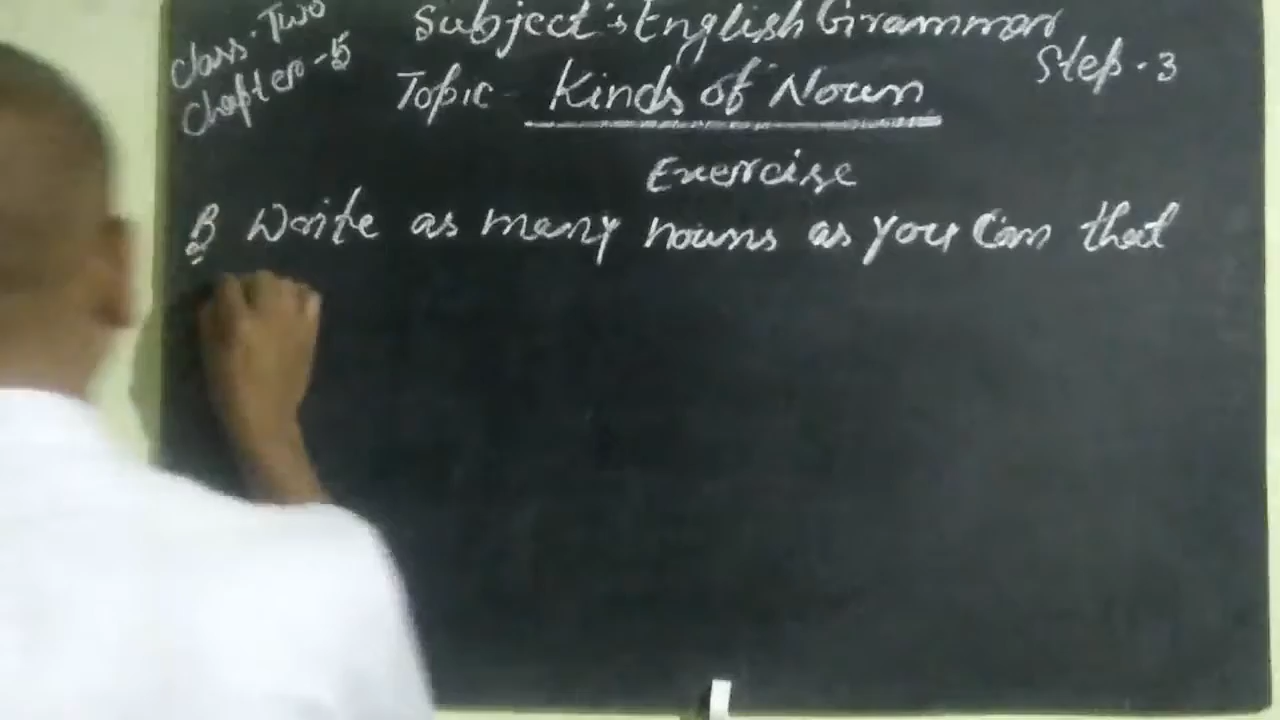 Class. Two
Chapter-5
Subject: English Grammar
Step-3
Topic- Kinds of Noun
Exercise
B Write as many nouns as you can that